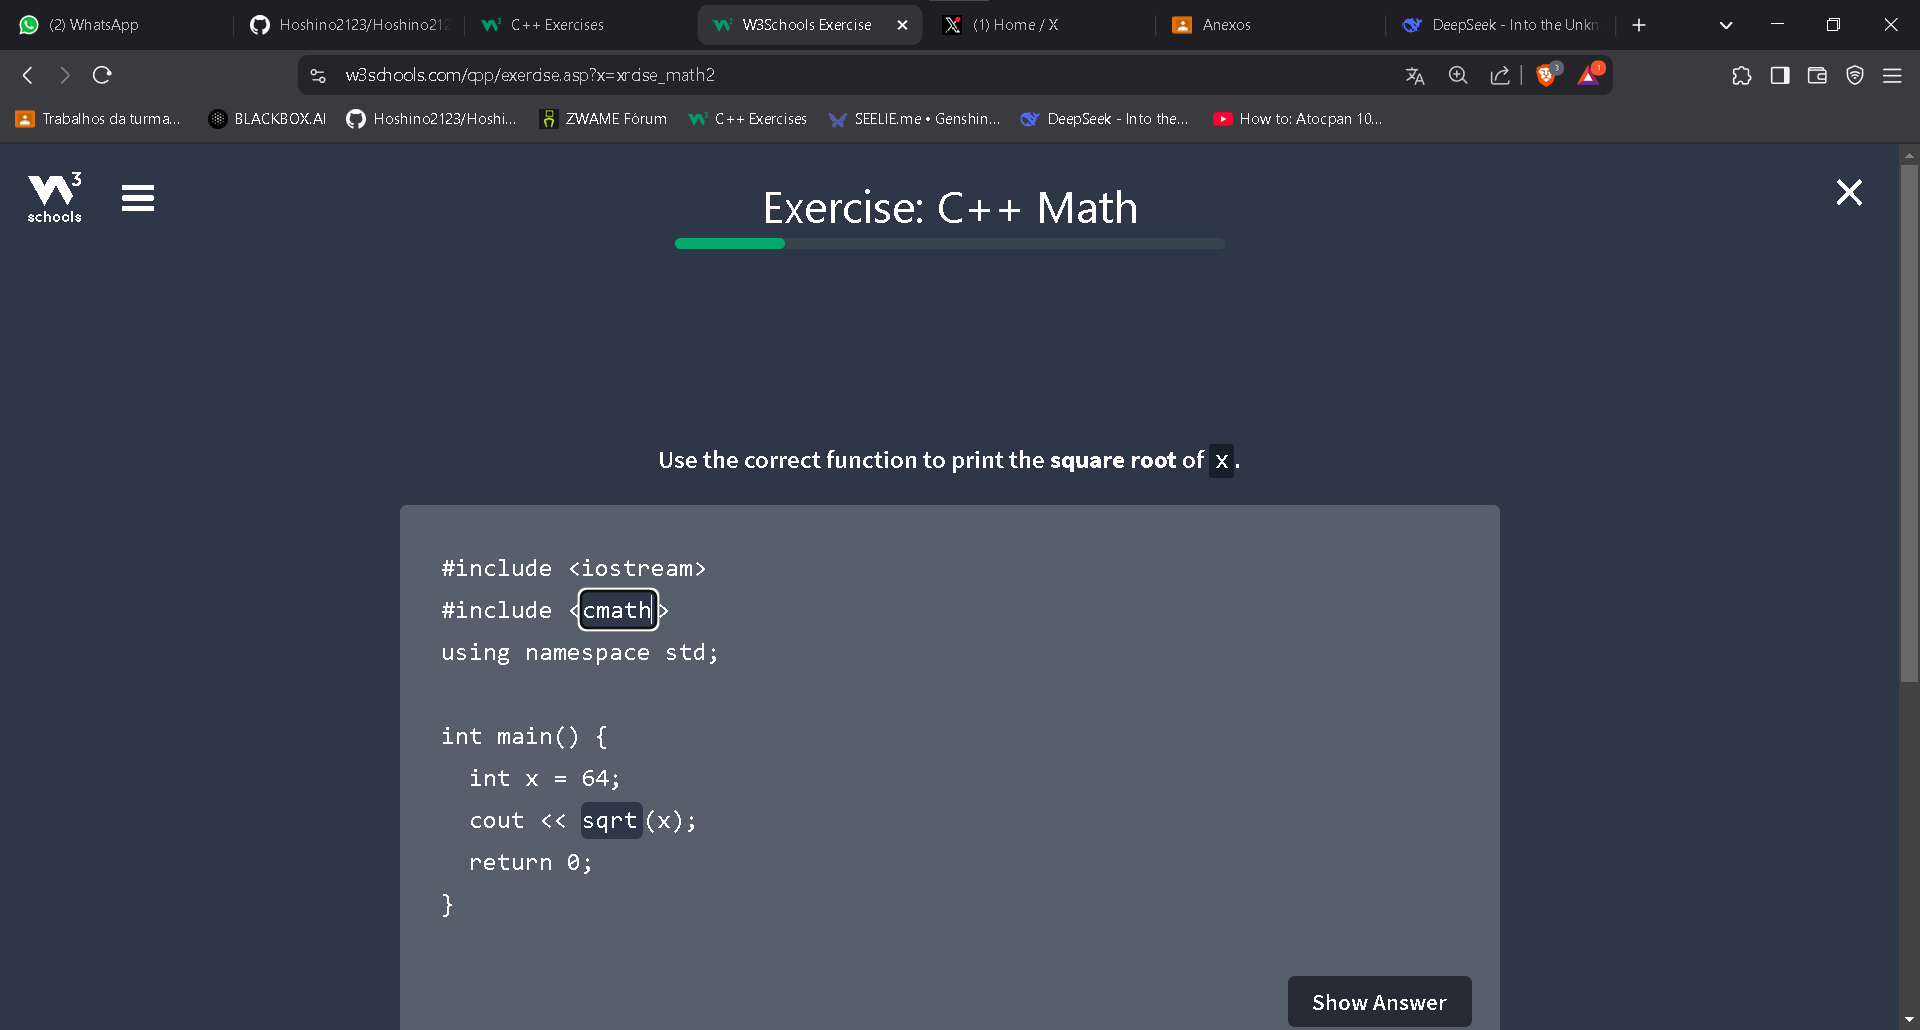 (2) WhatsApp
Hoshino2123/Hoshino212
C++ Exercises
W3Schools Exercise
(1) Home / X
Anexos
DeepSeek - Into the Unkn
w3schools.com/cpp/exercise.asp?x=xrcise_math2
3
1
Trabalhos da turma...
BLACKBOX.AI
Hoshino2123/Hoshi...
ZWAME Fórum
C++ Exercises
SEELIE.me • Genshin...
DeepSeek - Into the...
How to: Atocpan 10...
W3
schools
Exercise: C++ Math
Use the correct function to print the square root of x.
#include <iostream>
#include <cmath>
using namespace std;
int main() {
int x = 64;
cout << sqrt(x);
return 0;
}
Show Answer